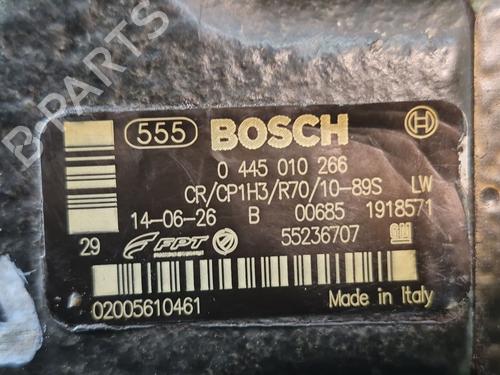 B-PARTS
555 BOSCH
0 445 010 266
CR/CP1H3/R70/10-89S LW
14-06-26 B 00685 1918571
29 FPT 55236707 GM
02005610461 Made in Italy